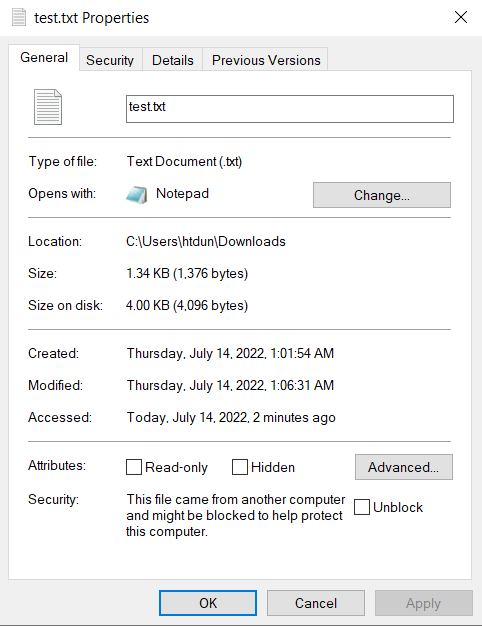 test.txt Properties
General Security Details Previous Versions
test.txt
Type of file: Text Document (.txt)
Opens with: Notepad Change...
Location: C:\Users\htdun\Downloads
Size: 1.34 KB (1,376 bytes)
Size on disk: 4.00 KB (4,096 bytes)
Created: Thursday, July 14, 2022, 1:01:54 AM
Modified: Thursday, July 14, 2022, 1:06:31 AM
Accessed: Today, July 14, 2022, 2 minutes ago
Attributes: Read-only Hidden Advanced...
Security: This file came from another computer
and might be blocked to help protect
this computer.
Unblock
OK Cancel Apply